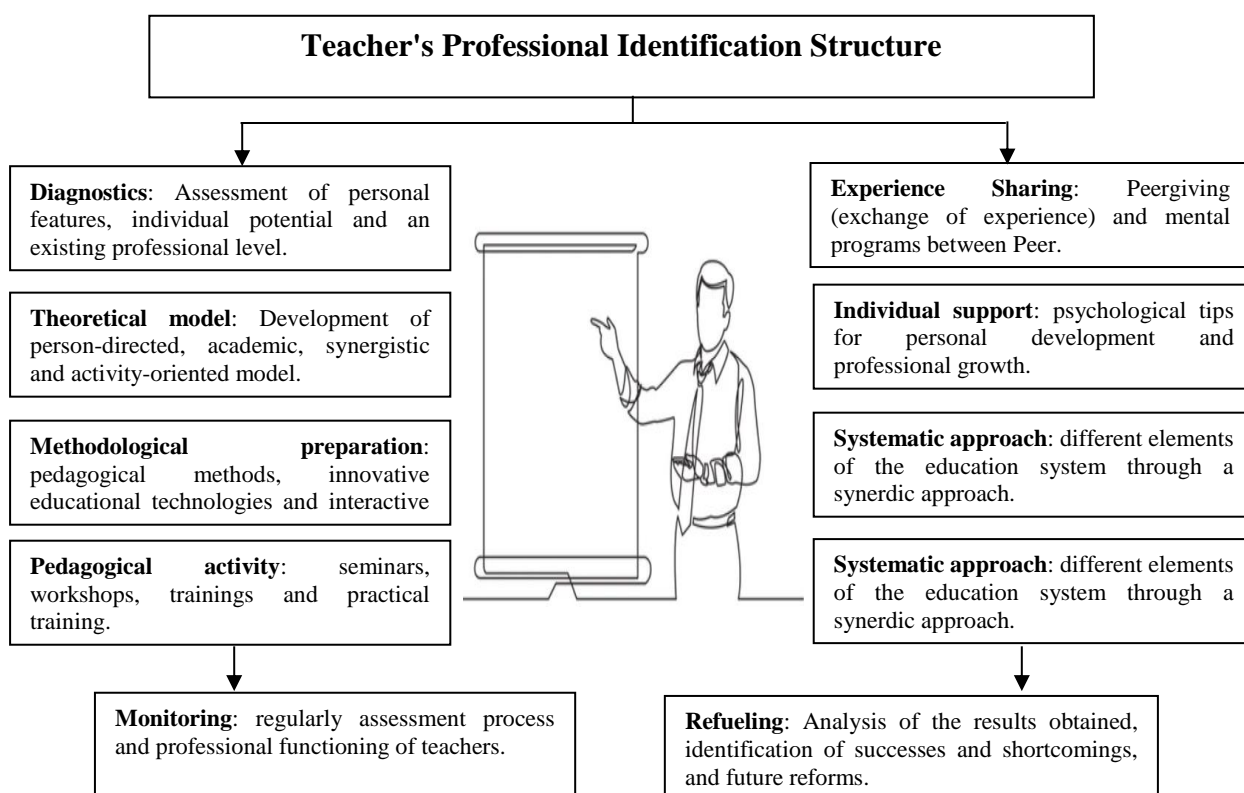 Teacher's Professional Identification Structure
Diagnostics: Assessment of personal
features, individual potential and an
existing professional level.
Theoretical model: Development of
person-directed, academic, synergistic
and activity-oriented model.
Methodological preparation:
pedagogical methods, innovative
educational technologies and interactive
Pedagogical activity: seminars,
workshops, trainings and practical
training.
Monitoring: regularly assessment process
and professional functioning of teachers.
Experience Sharing: Peergiving
(exchange of experience) and mental
programs between Peer.
Individual support: psychological tips
for personal development and
professional growth.
Systematic approach: different elements
of the education system through a
synerdic approach.
Systematic approach: different elements
of the education system through a
synerdic approach.
Refueling: Analysis of the results obtained,
identification of successes and shortcomings,
and future reforms.